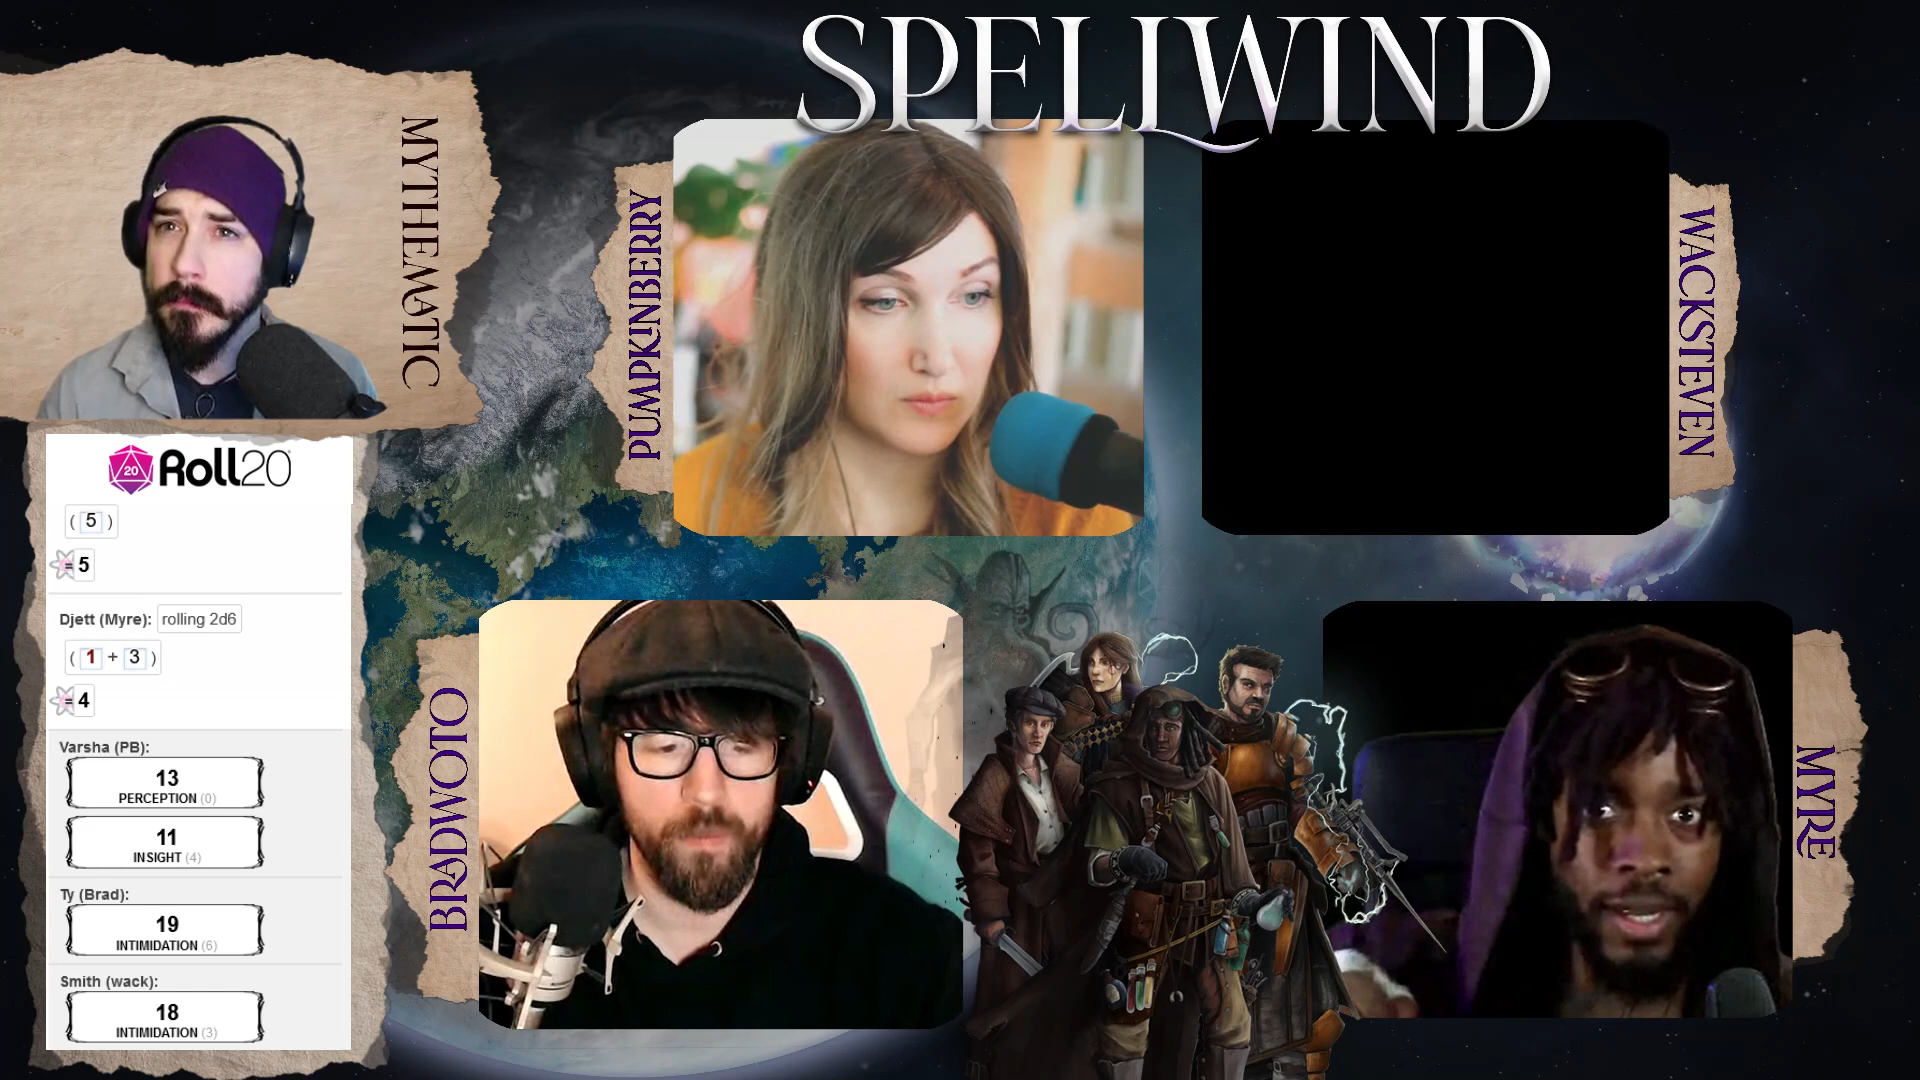 SPELLWIND
MYTHEMATIC
PUMPKINBERRY
WACKSTEVEN
20 Roll20
( 5 )
= 5
Djett (Myre): rolling 2d6
( 1 + 3 )
= 4
Varsha (PB):
13
PERCEPTION (0)
11
INSIGHT (4)
Ty (Brad):
19
INTIMIDATION (6)
Smith (wack):
18
INTIMIDATION (3)
BRADWOTO
MYRE